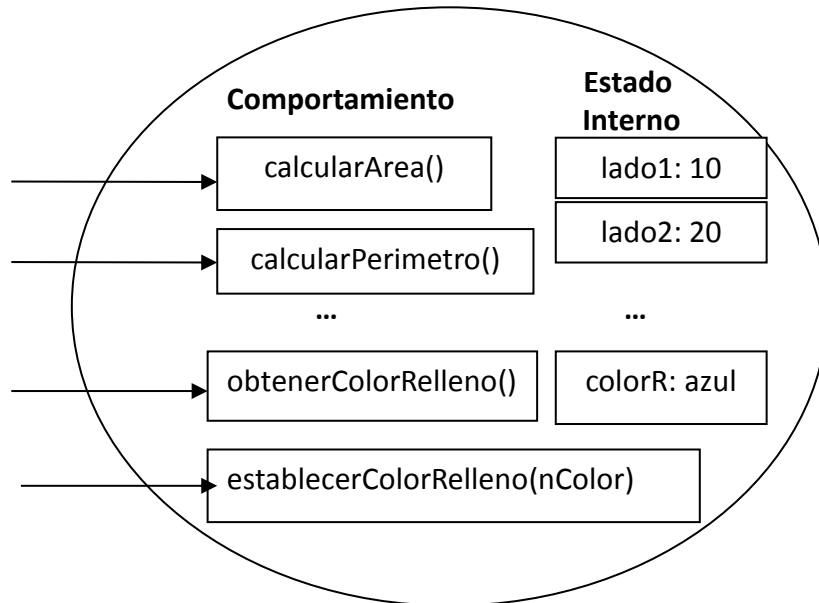 Comportamiento
Estado
Interno
calcularArea()
lado1: 10
lado2: 20
calcularPerimetro()
...
...
obtenerColorRelleno()
colorR: azul
establecerColorRelleno(nColor)